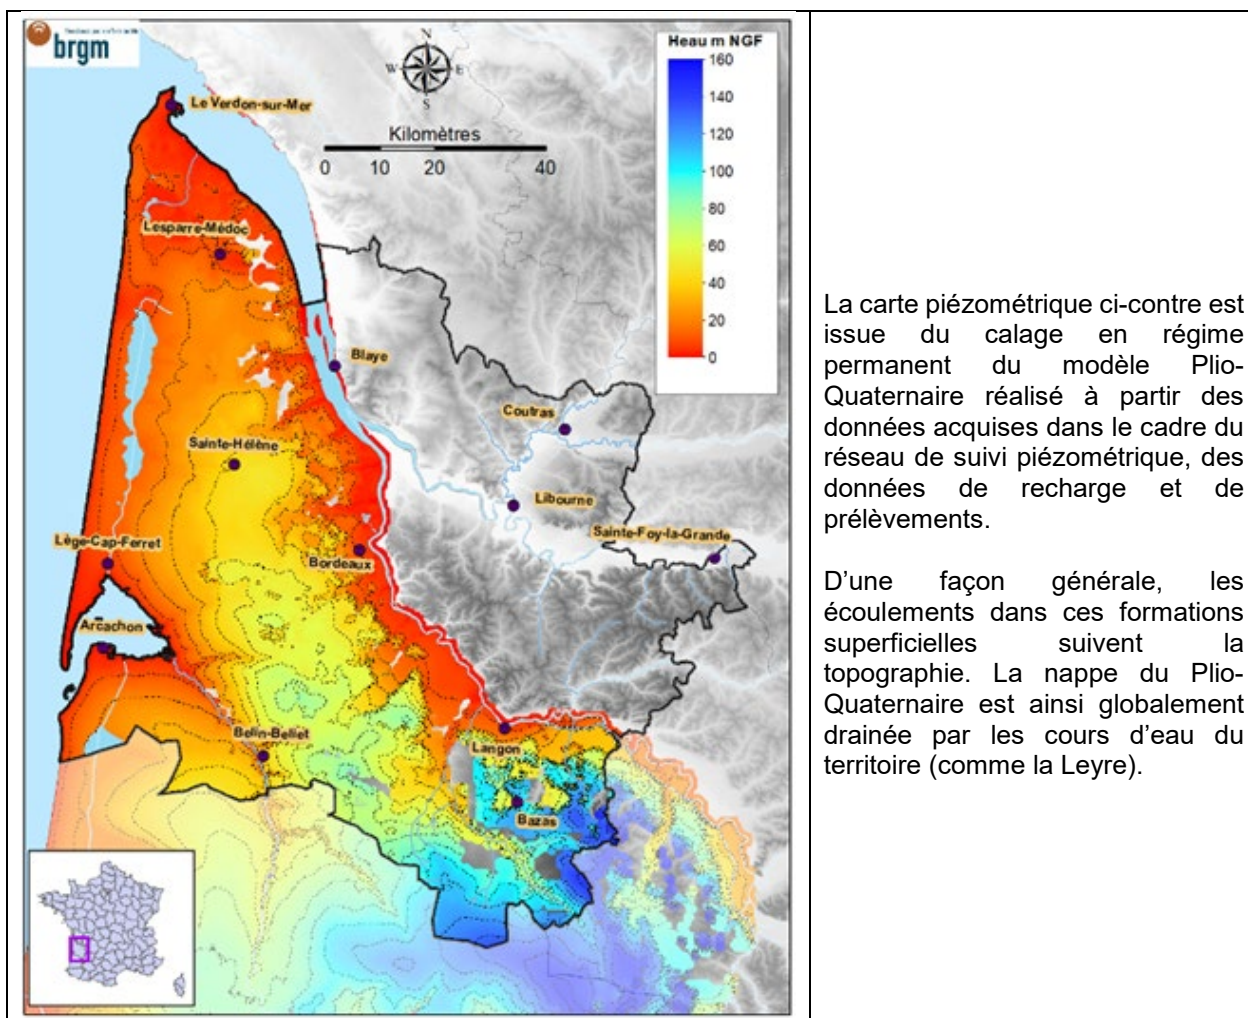 brgm
N
W
E
S
Kilomètres
0 10 20 40
Heau m NGF
160
140
120
100
80
60
40
20
0
Le Verdon-sur-Mer
Lesparre-Médoc
Blaye
Coutras
Sainte-Hélène
Libourne
Sainte-Foy-la-Grande
Lège-Cap-Ferret
Bordeaux
Arcachon
Belin-Beliet
Langon
Bazas
La carte piézométrique ci-contre est
issue du calage en régime
permanent du modèle Plio-
Quaternaire réalisé à partir des
données acquises dans le cadre du
réseau de suivi piézométrique, des
données de recharge et de
prélèvements.
D’une façon générale, les
écoulements dans ces formations
superficielles suivent la
topographie. La nappe du Plio-
Quaternaire est ainsi globalement
drainée par les cours d’eau du
territoire (comme la Leyre).